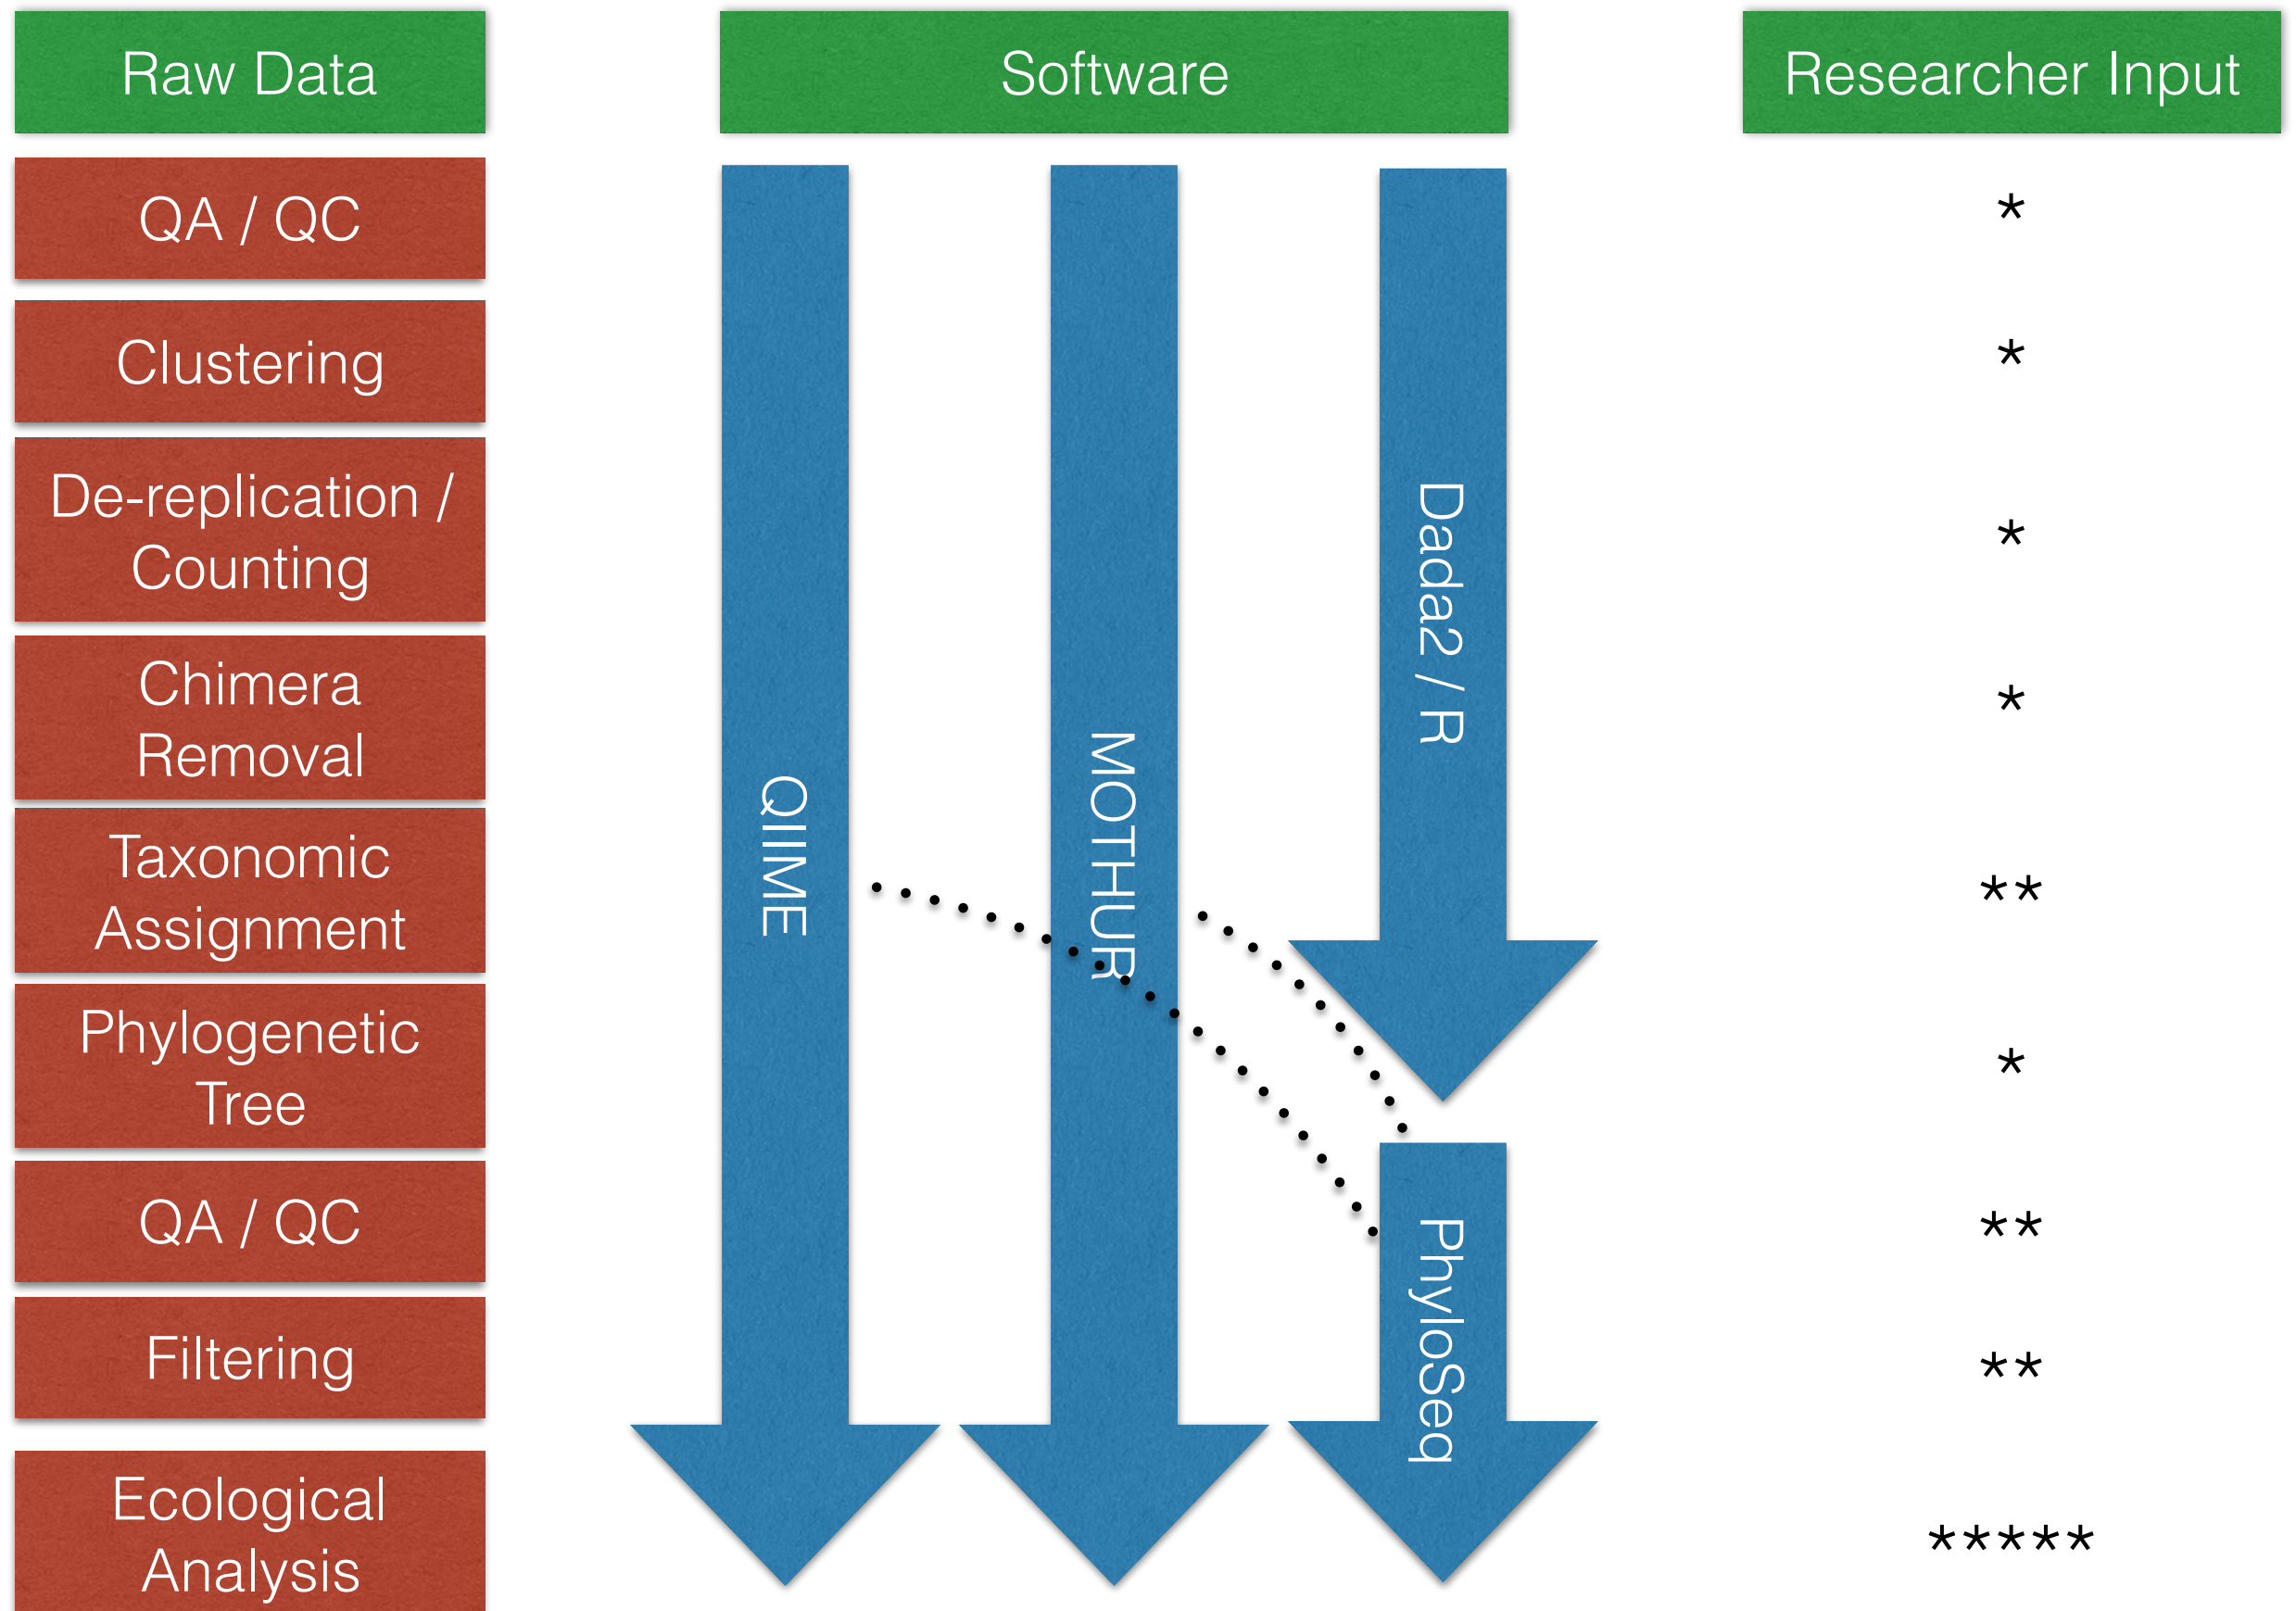 Raw Data
Software
Researcher Input
QA / QC
*
Clustering
*
De-replication /
Counting
*
Chimera
Removal
*
Taxonomic
Assignment
**
Phylogenetic
Tree
*
QA / QC
**
Filtering
**
Ecological
Analysis
*****
QIIME
MOTHUR
Dada2 / R
PhyloSeq